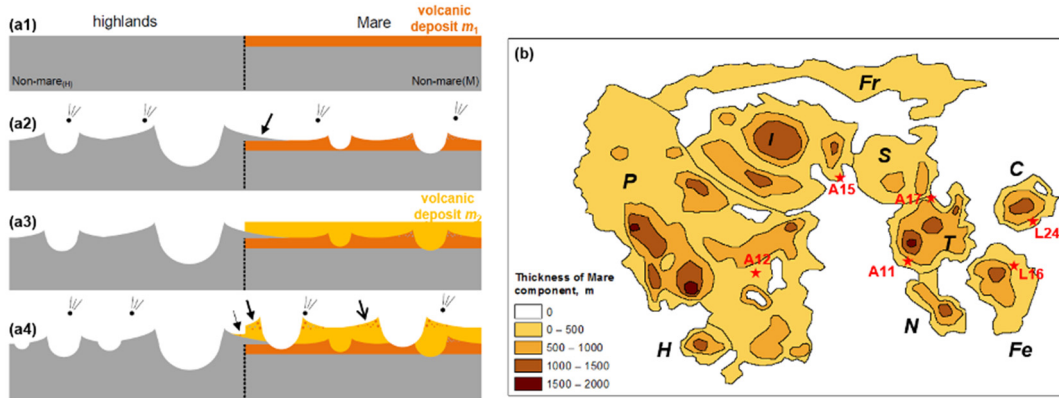 (a1)
highlands
Mare
volcanic
deposit m₁
Non-mare(H)
Non-mare(M)
(a2)
(a3)
volcanic
deposit m₂
(a4)
(b)
Fr
I
S
C
P
A15
A17
L24
T
A12
A11
L16
N
H
Fe
Thickness of Mare
component, m
0
0 – 500
500 – 1000
1000 – 1500
1500 – 2000